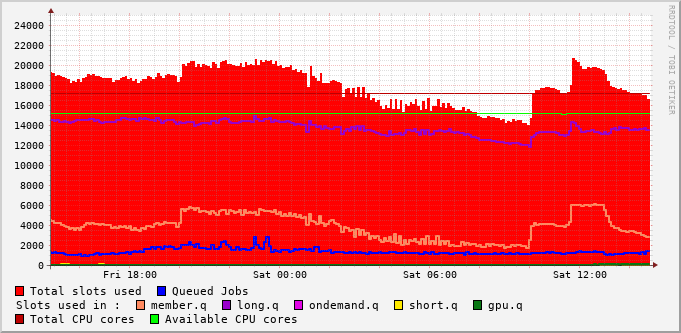 RRDTOOL / TOBI OETIKER
24000
22000
20000
18000
16000
14000
12000
10000
8000
6000
4000
2000
0
Fri 18:00 Sat 00:00 Sat 06:00 Sat 12:00
Total slots used Queued Jobs
Slots used in : member.q long.q ondemand.q short.q gpu.q
Total CPU cores Available CPU cores